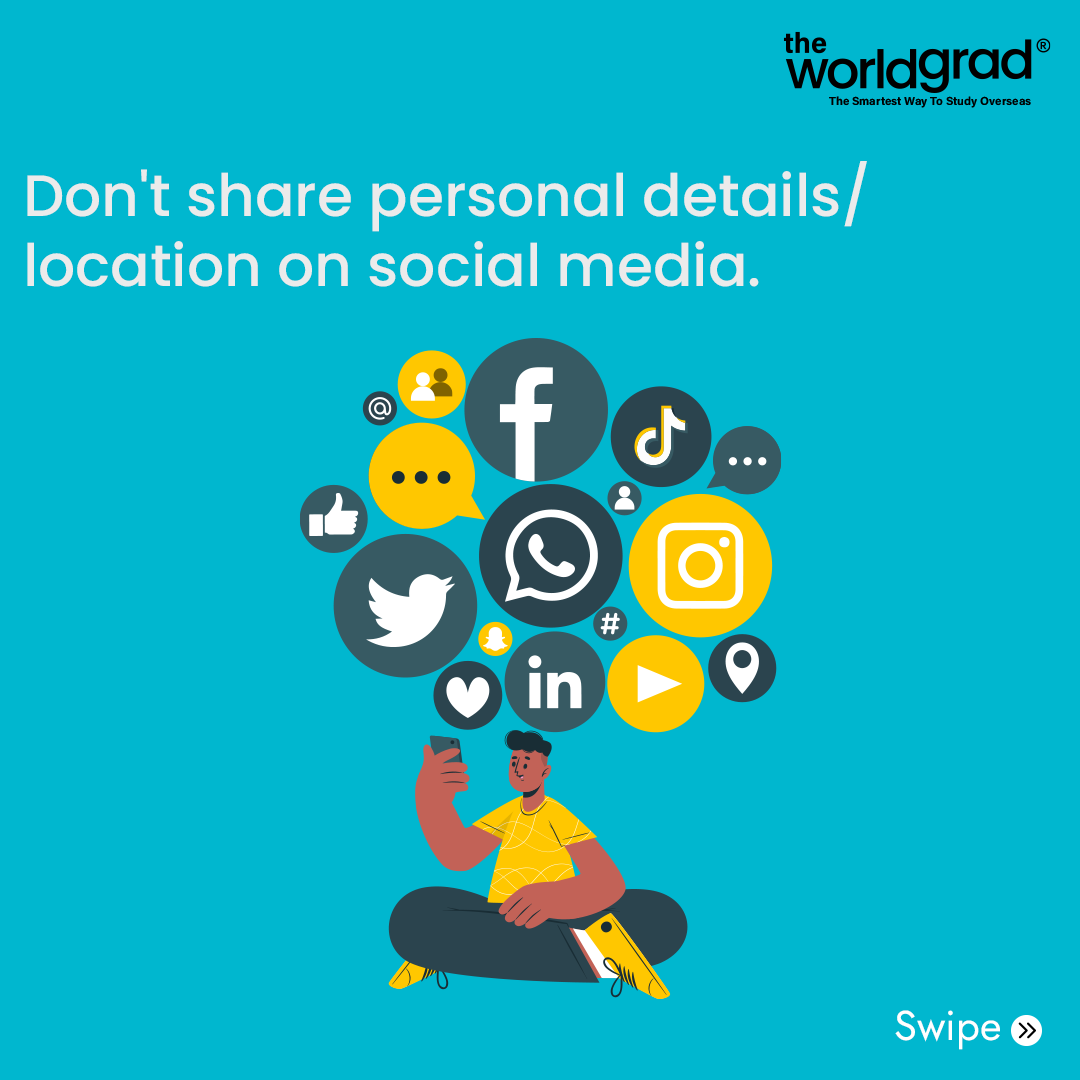 the
worldgrad®
The Smartest Way To Study Overseas
Don't share personal details/
location on social media.
@
f
#
in
Swipe